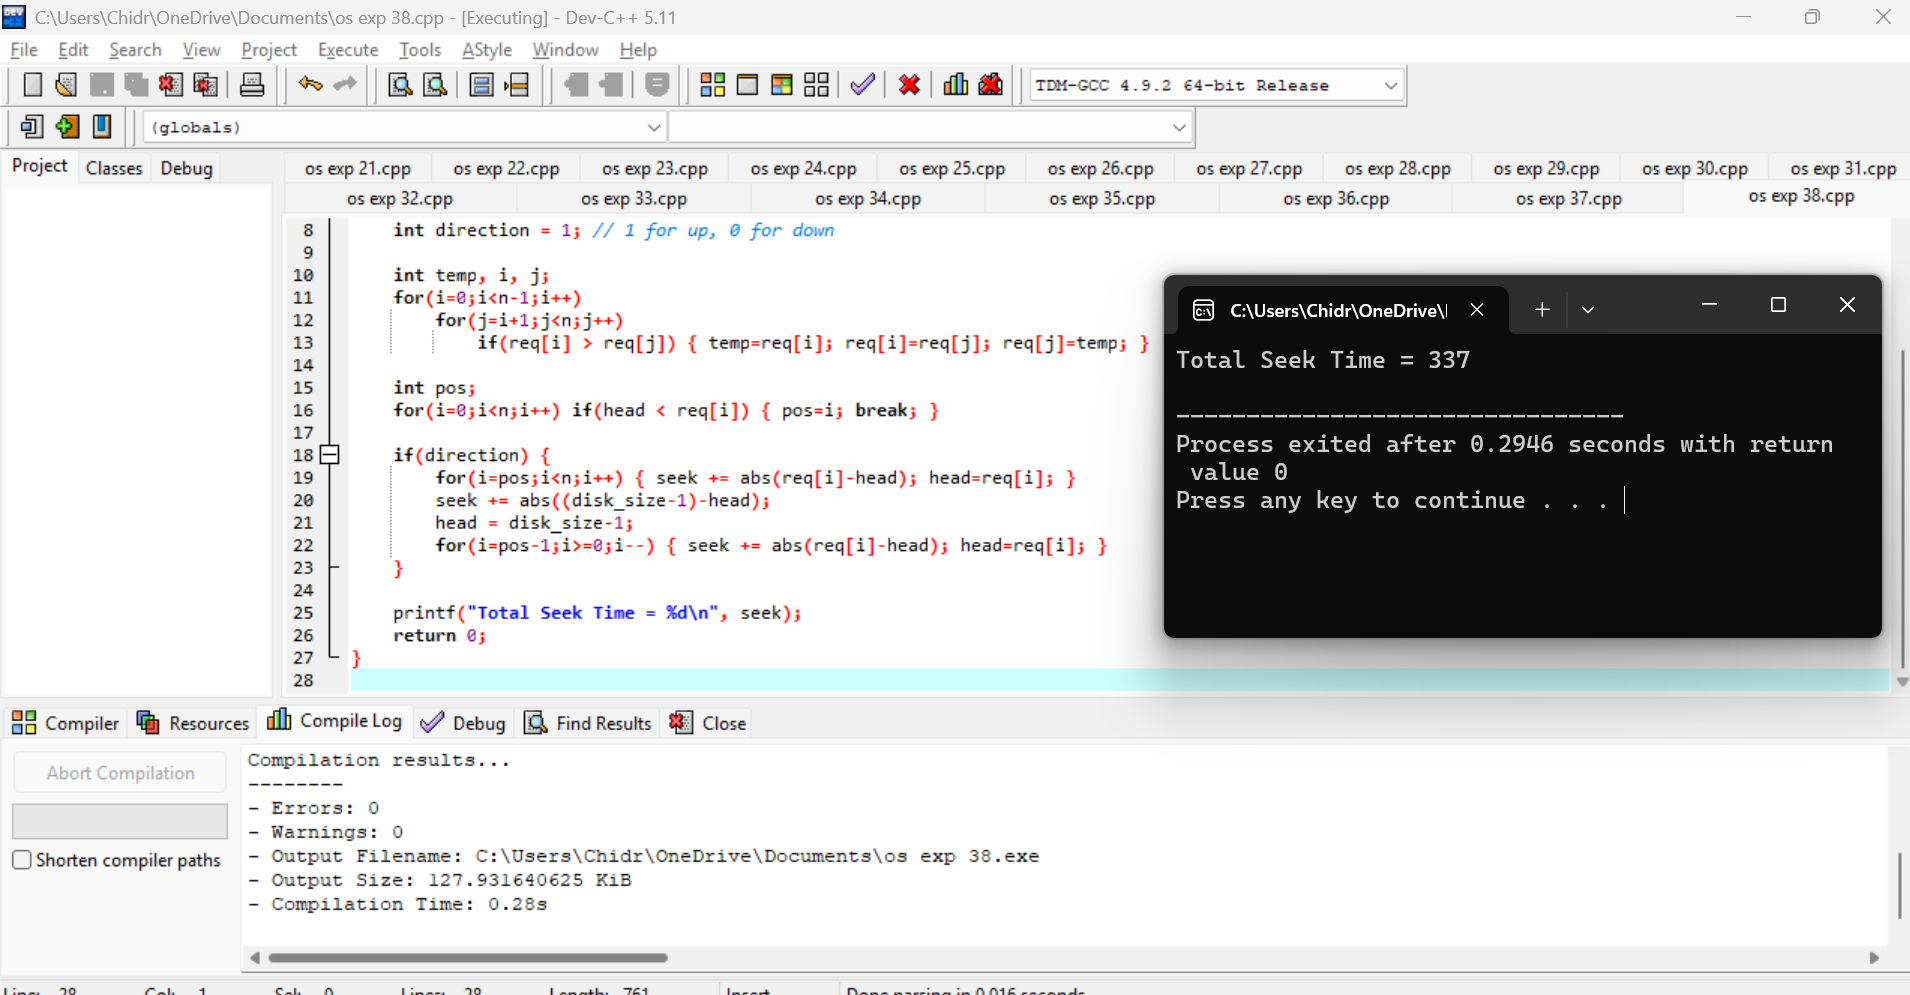 C:\Users\Chidr\OneDrive\Documents\os exp 38.cpp - [Executing] - Dev-C++ 5.11
File Edit Search View Project Execute Tools AStyle Window Help
TDM-GCC 4.9.2 64-bit Release
(globals)
Project Classes Debug
os exp 21.cpp os exp 22.cpp os exp 23.cpp os exp 24.cpp os exp 25.cpp os exp 26.cpp os exp 27.cpp os exp 28.cpp os exp 29.cpp os exp 30.cpp os exp 31.cpp
os exp 32.cpp os exp 33.cpp os exp 34.cpp os exp 35.cpp os exp 36.cpp os exp 37.cpp os exp 38.cpp
8 int direction = 1; // 1 for up, 0 for down
9
10 int temp, i, j;
11 for(i=0;i<n-1;i++)
12 for(j=i+1;j<n;j++)
13 if(req[i] > req[j]) { temp=req[i]; req[i]=req[j]; req[j]=temp; }
14
15 int pos;
16 for(i=0;i<n;i++) if(head < req[i]) { pos=i; break; }
17
18 if(direction) {
19 for(i=pos;i<n;i++) { seek += abs(req[i]-head); head=req[i]; }
20 seek += abs((disk_size-1)-head);
21 head = disk_size-1;
22 for(i=pos-1;i>=0;i--) { seek += abs(req[i]-head); head=req[i]; }
23 }
24
25 printf("Total Seek Time = %d\n", seek);
26 return 0;
27 }
28
C:\Users\Chidr\OneDrive\
Total Seek Time = 337
--------------------------------
Process exited after 0.2946 seconds with return
value 0
Press any key to continue . . .
Compiler Resources Compile Log Debug Find Results Close
Abort Compilation
Shorten compiler paths
Compilation results...
--------
- Errors: 0
- Warnings: 0
- Output Filename: C:\Users\Chidr\OneDrive\Documents\os exp 38.exe
- Output Size: 127.931640625 KiB
- Compilation Time: 0.28s
Line: 28 Col: 1 Sel: 0 Lines: 28 Length: 761 Insert Done parsing in 0.016 seconds